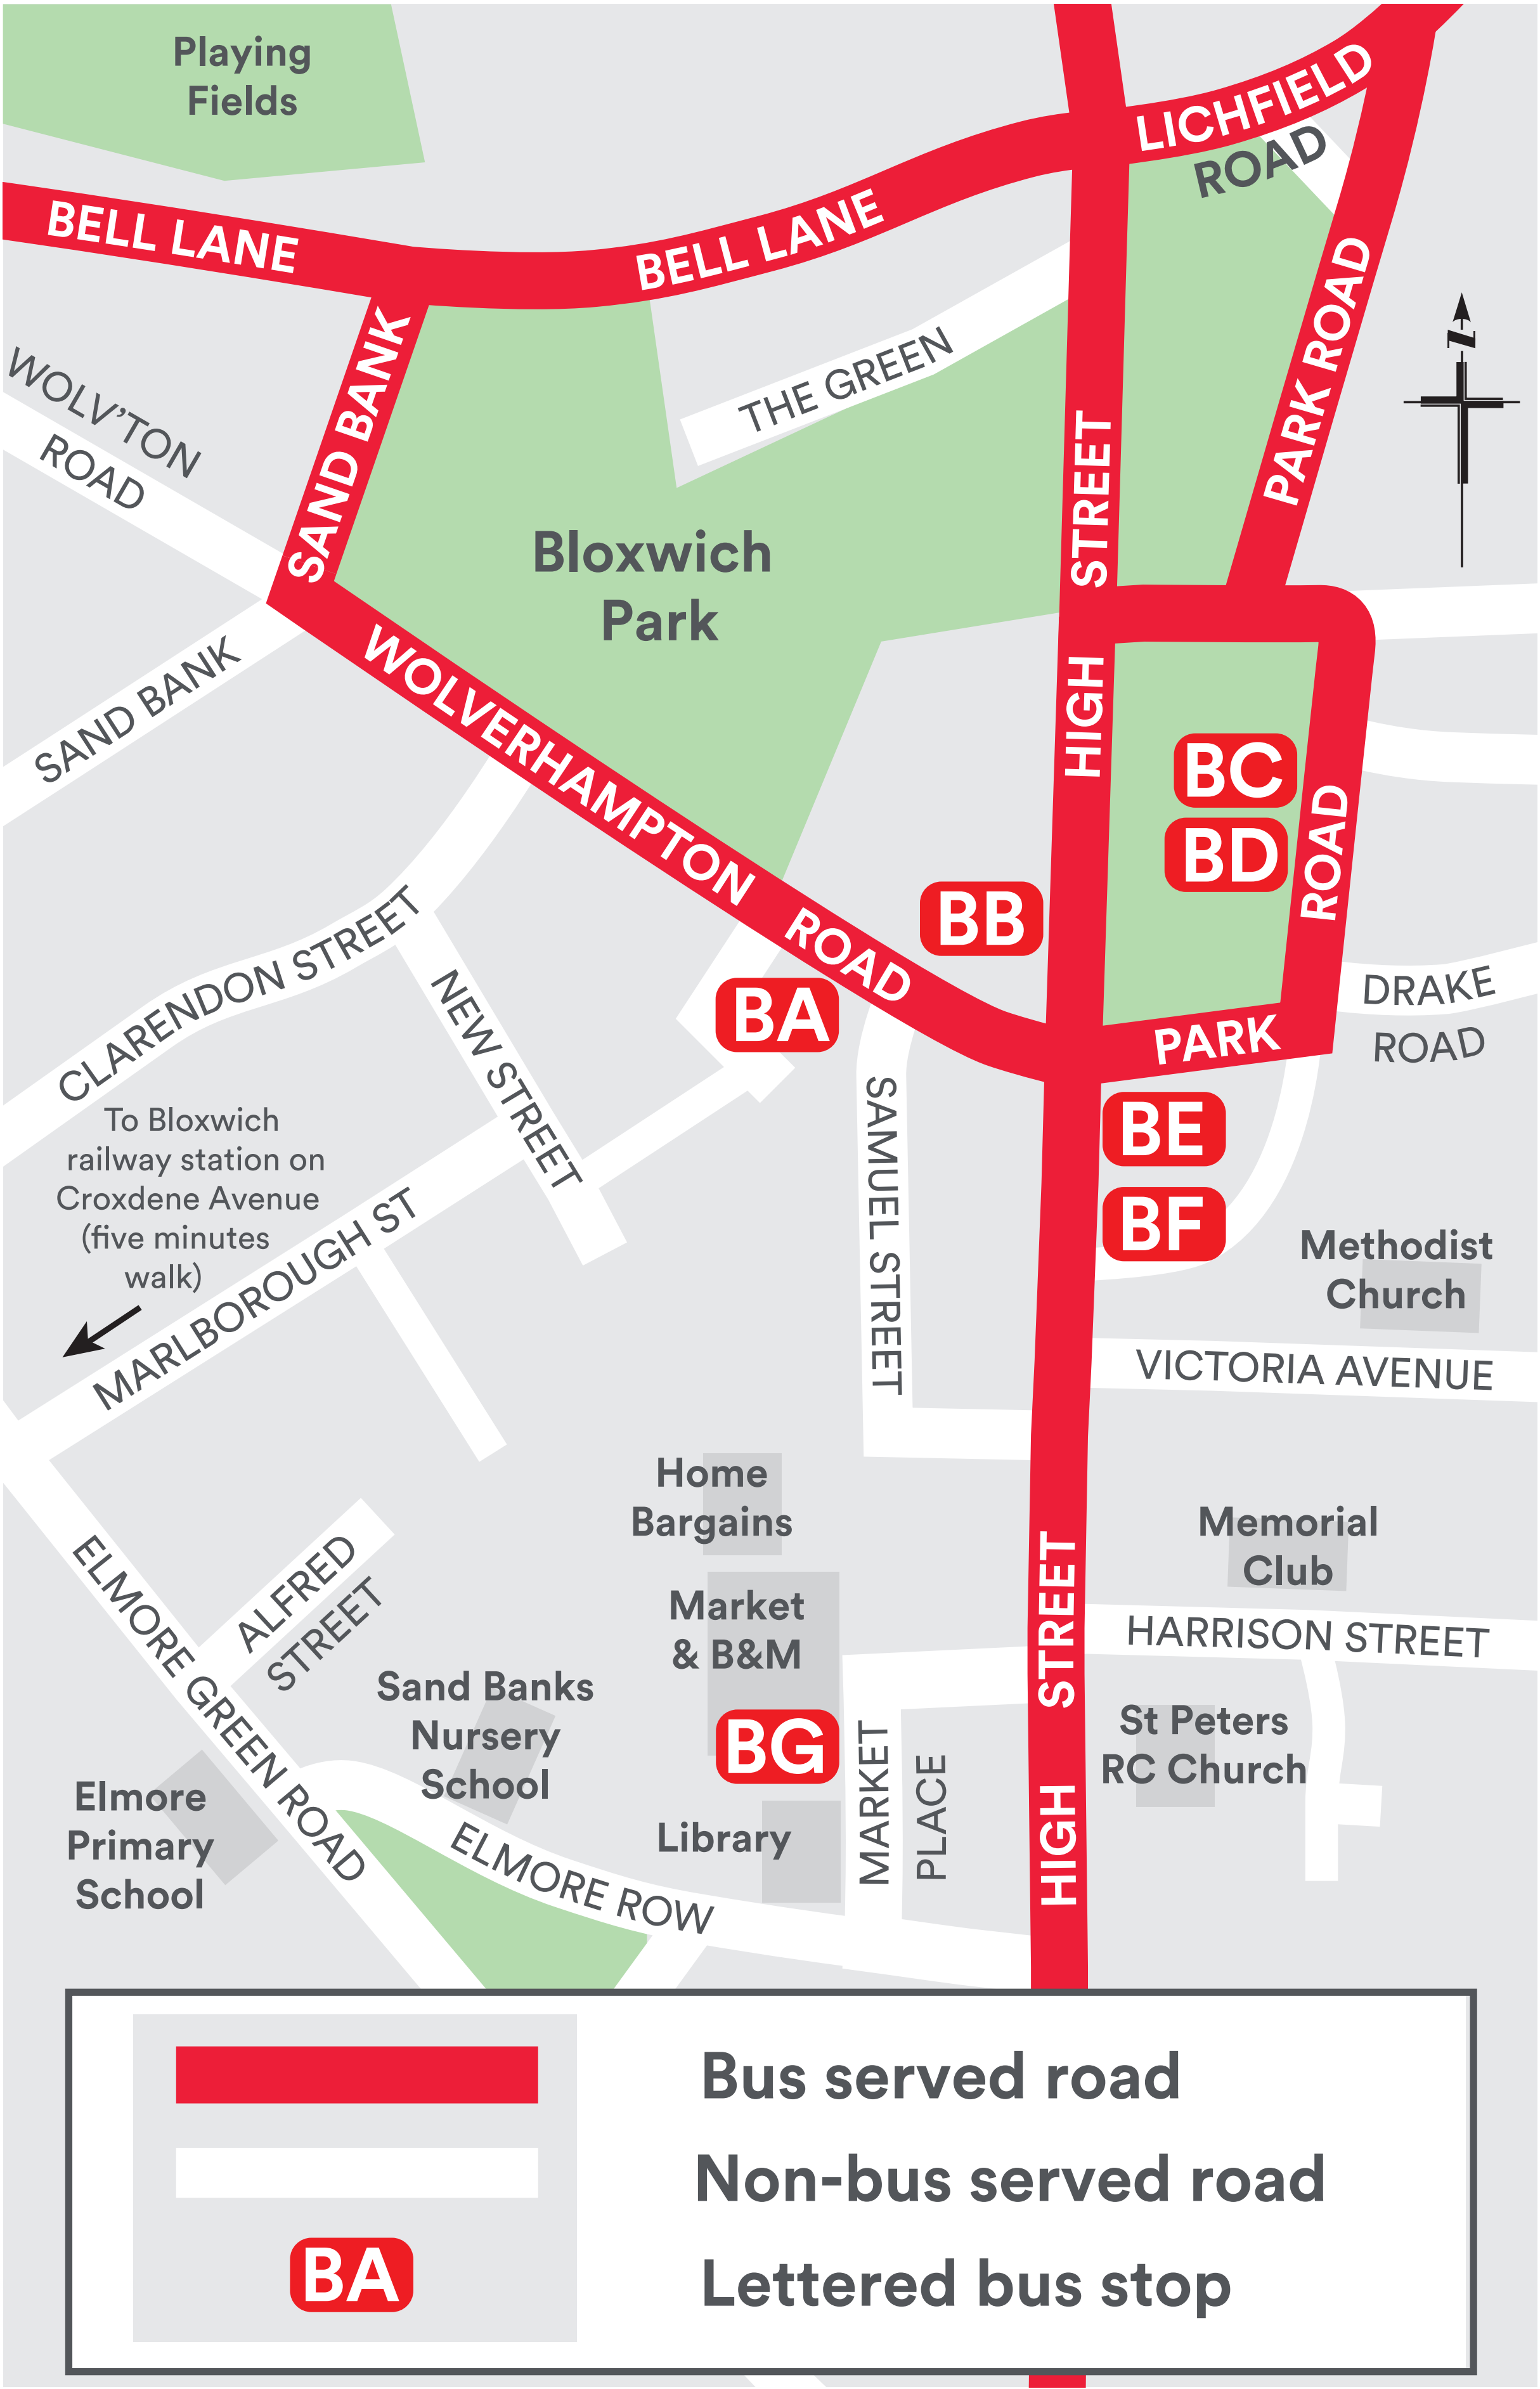 Playing
Fields
LICHFIELD
ROAD
BELL LANE
BELL LANE
PARK ROAD
THE GREEN
SAND BANK
WOLV’TON
ROAD
N
STREET
Bloxwich
Park
WOLVERHAMPTON
ROAD
SAND BANK
HIGH
BC
BD
ROAD
BB
BA
CLARENDON STREET
NEW STREET
DRAKE
ROAD
PARK
BE
BF
SAMUEL STREET
To Bloxwich
railway station on
Croxdene Avenue
(five minutes
walk)
MARLBOROUGH ST
Methodist
Church
VICTORIA AVENUE
Home
Bargains
Memorial
Club
STREET
ALFRED
STREET
ELMORE GREEN ROAD
Market
& B&M
HARRISON STREET
Sand Banks
Nursery
School
BG
MARKET
PLACE
St Peters
RC Church
HIGH
Elmore
Primary
School
Library
ELMORE ROW
Bus served road
Non-bus served road
BA
Lettered bus stop